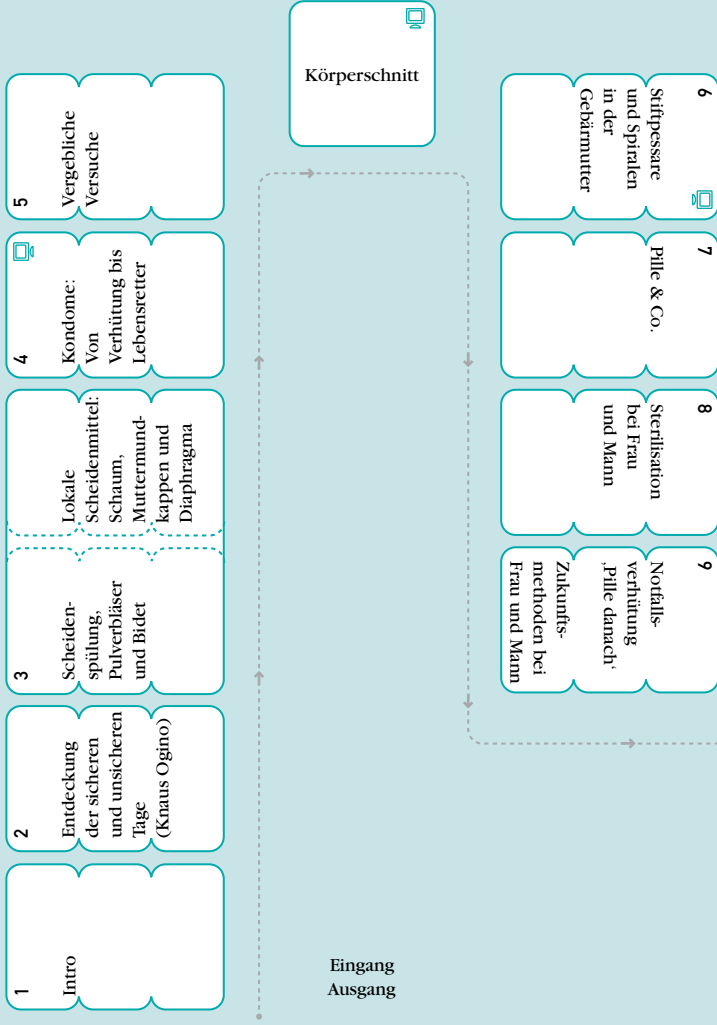 1
Intro
2
Entdeckung
der sicheren
und unsicheren
Tage
(Knaus Ogino)
3
Scheiden-
spülung,
Pulverbläser
und Bidet
Lokale
Scheidenmittel:
Schaum,
Muttermund-
kappen und
Diaphragma
4
Kondome:
Von
Verhütung bis
Lebensretter
5
Vergebliche
Versuche
Körperschnitt
6
Stiftpessare
und Spiralen
in der
Gebärmutter
7
Pille & Co.
8
Sterilisation
bei Frau
und Mann
9
Notfalls-
verhütung
‚Pille danach‘
Zukunfts-
methoden bei
Frau und Mann
Eingang
Ausgang